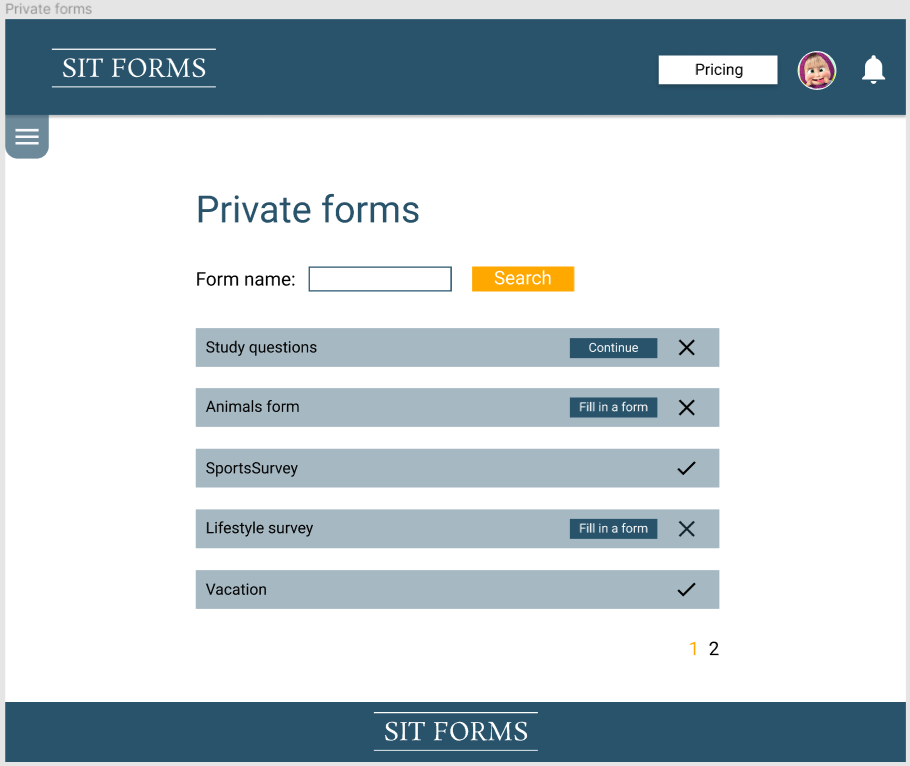 Private forms
SIT FORMS
Pricing
Private forms
Form name:
Search
Study questions
Continue
Animals form
Fill in a form
SportsSurvey
Lifestyle survey
Fill in a form
Vacation
1 2
SIT FORMS